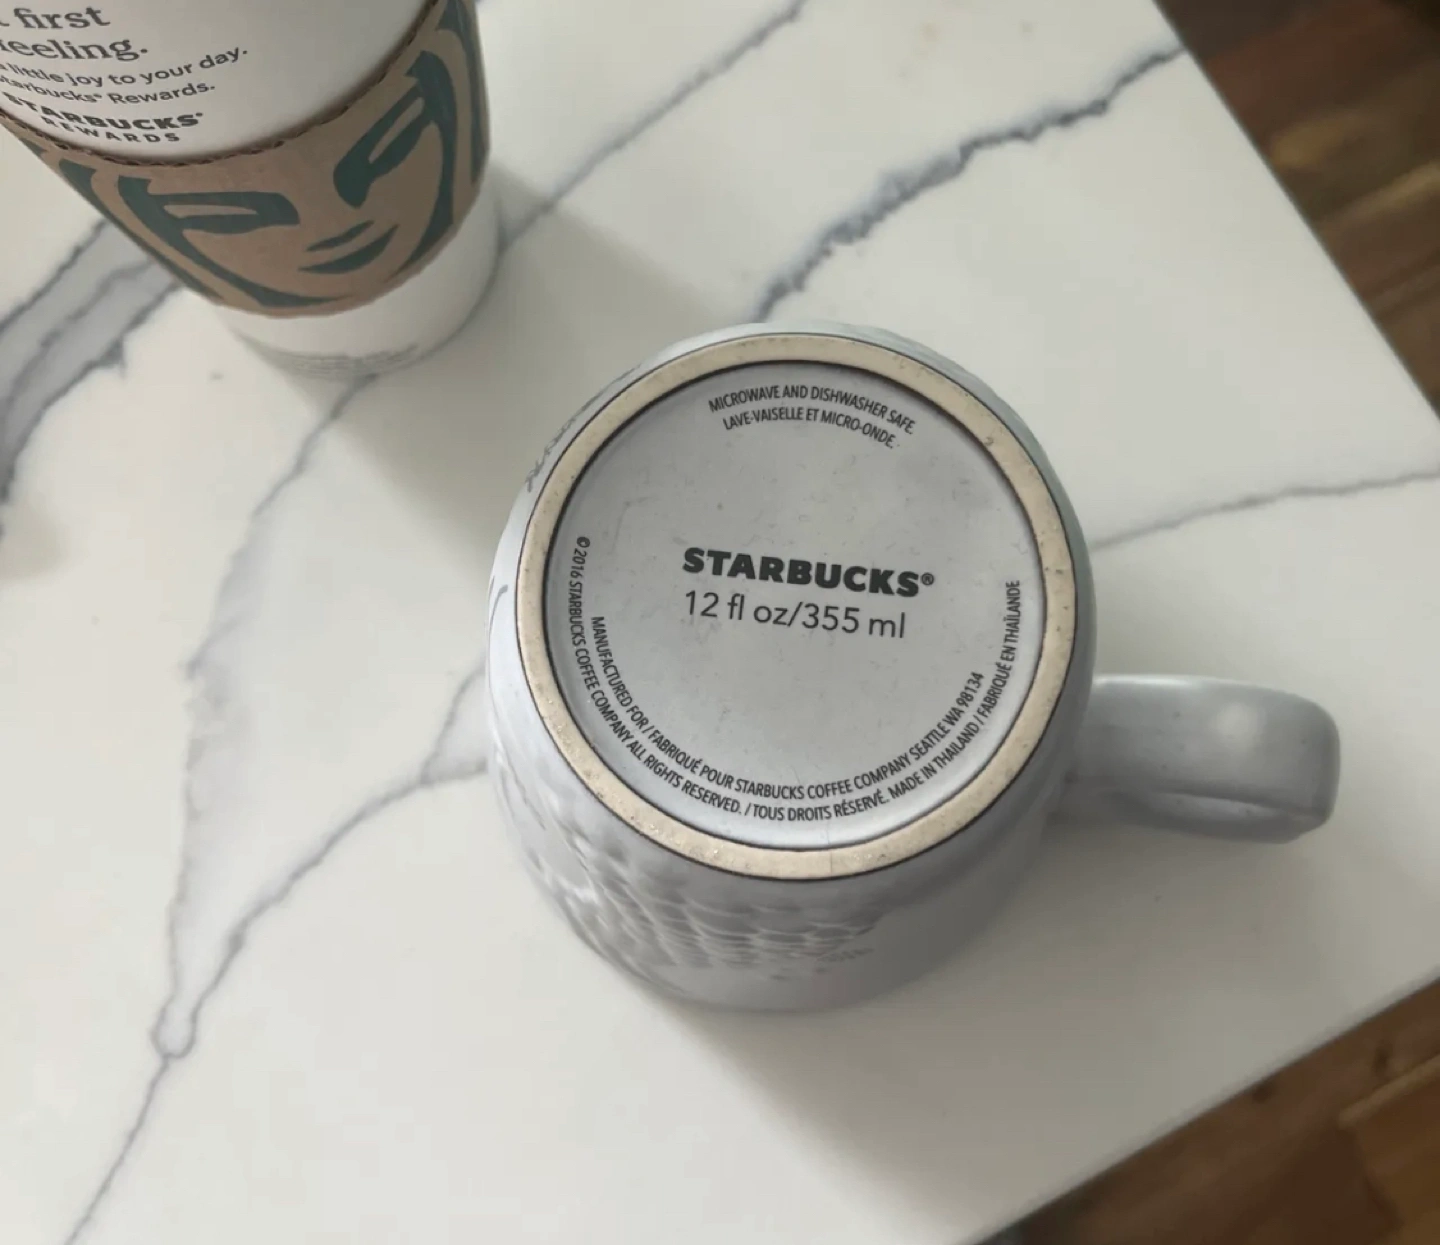 first
feeling.
little joy to your day.
Starbucks® Rewards.
STARBUCKS®
REWARDS
MICROWAVE AND DISHWASHER SAFE.
LAVE-VAISELLE ET MICRO-ONDE.
STARBUCKS®
12 fl oz/355 ml
MANUFACTURED FOR / FABRIQUÉ POUR STARBUCKS COFFEE COMPANY SEATTLE WA 98134
©2016 STARBUCKS COFFEE COMPANY ALL RIGHTS RESERVED. / TOUS DROITS RÉSERVÉ. MADE IN THAILAND / FABRIQUÉ EN THAÏLANDE